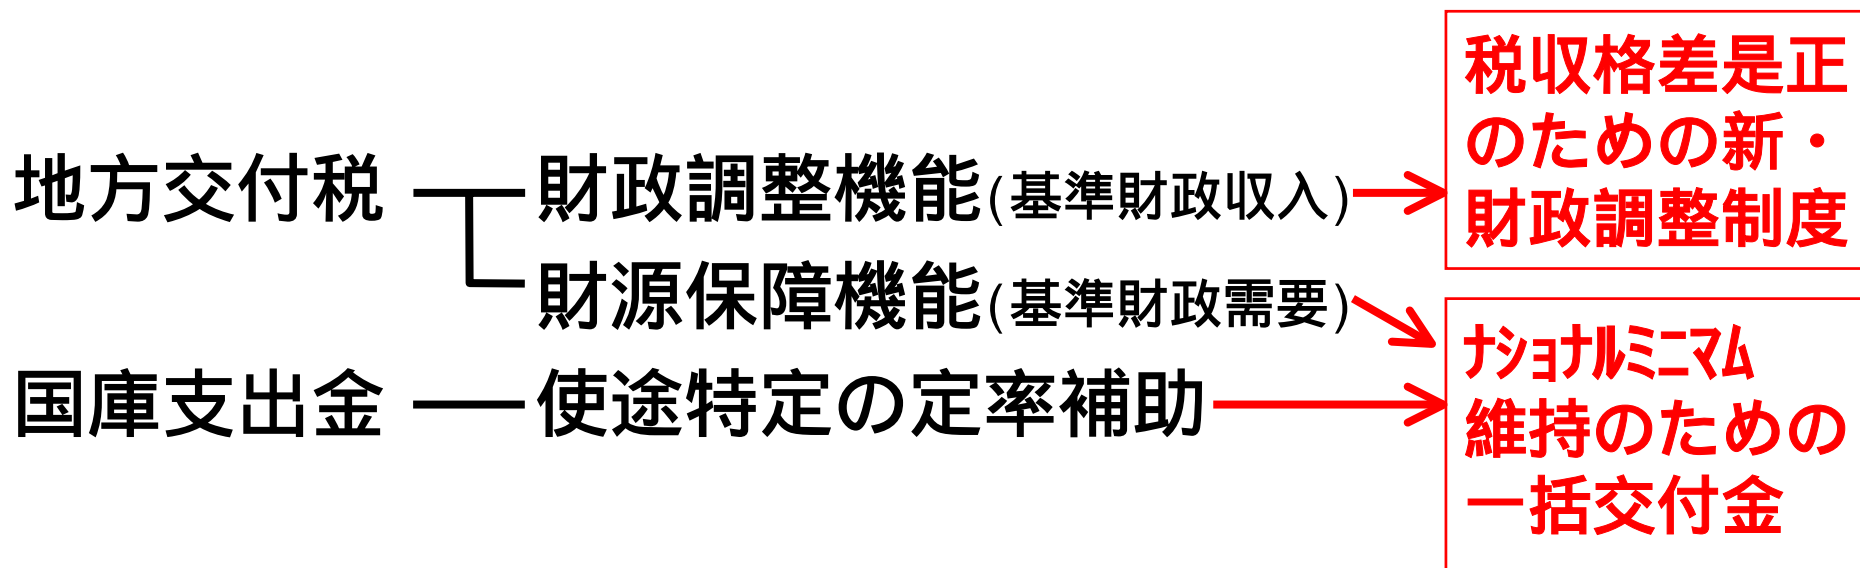 地方交付税
財政調整機能(基準財政収入)
税収格差是正
のための新・
財政調整制度
財源保障機能(基準財政需要)
国庫支出金
使途特定の定率補助
ﾅｼｮﾅﾙﾐﾆﾏﾑ
維持のための
一括交付金